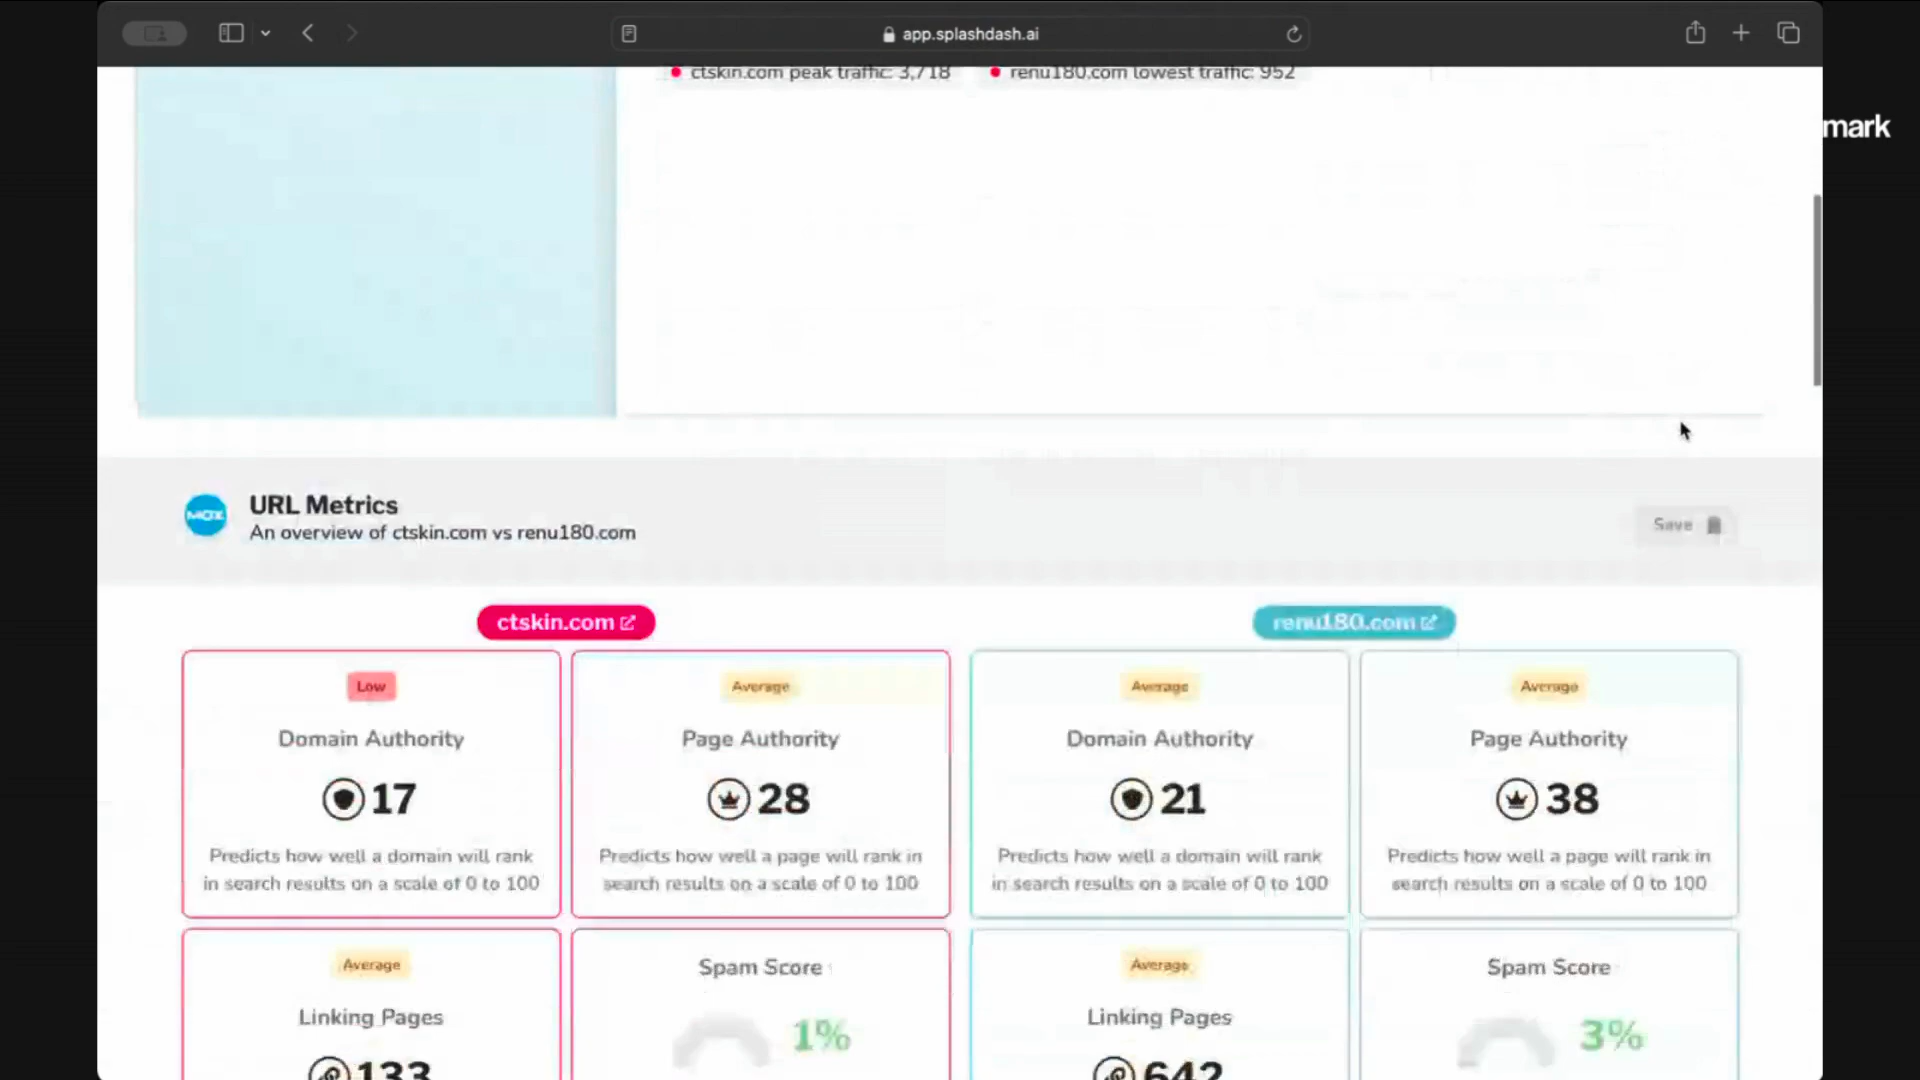 app.splashdash.ai
ctskin.com peak traffic: 3,718
renu180.com lowest traffic: 952
mark
MOZ
URL Metrics
An overview of ctskin.com vs renu180.com
Save
ctskin.com
renu180.com
Low
Domain Authority
17
Predicts how well a domain will rank
in search results on a scale of 0 to 100
Average
Page Authority
28
Predicts how well a page will rank in
search results on a scale of 0 to 100
Average
Domain Authority
21
Predicts how well a domain will rank
in search results on a scale of 0 to 100
Average
Page Authority
38
Predicts how well a page will rank in
search results on a scale of 0 to 100
Average
Linking Pages
133
Spam Score
1%
Average
Linking Pages
642
Spam Score
3%